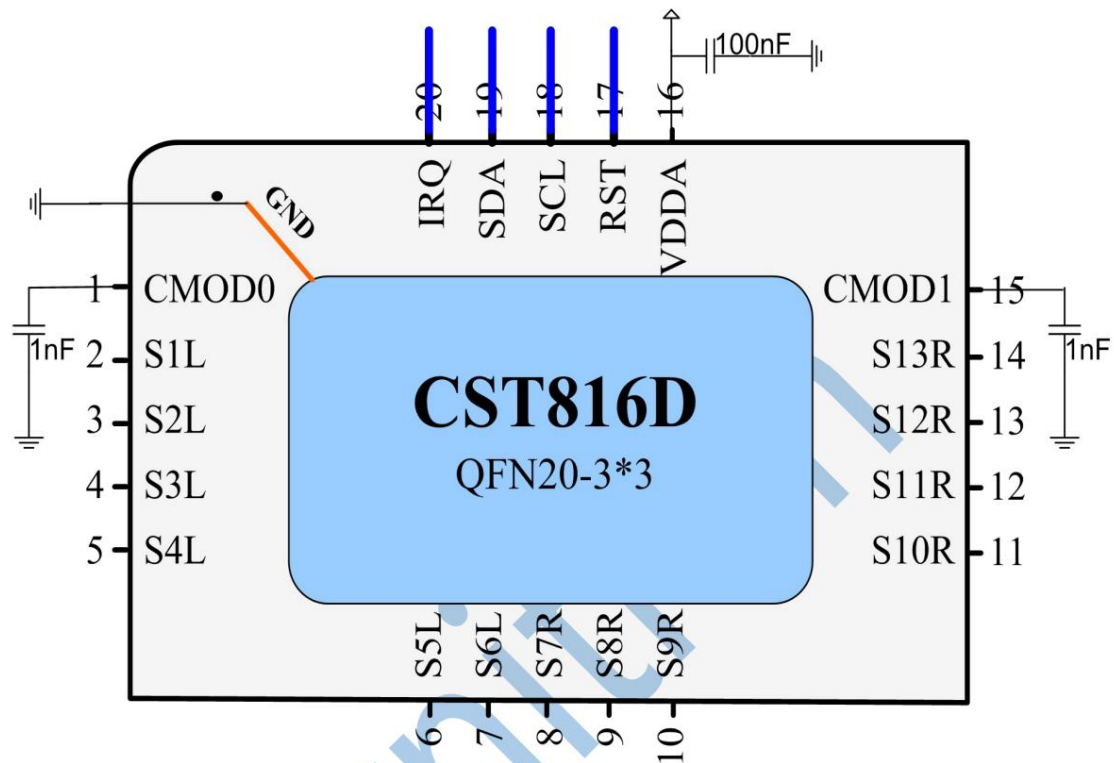 100nF
20 19 18 17 16
IRQ SDA SCL RST VDDA
GND
1 CMOD0
1nF
2 S1L
3 S2L
4 S3L
5 S4L
CST816D
QFN20-3*3
CMOD1 15
1nF
S13R 14
S12R 13
S11R 12
S10R 11
S5L S6L S7R S8R S9R
6 7 8 9 10